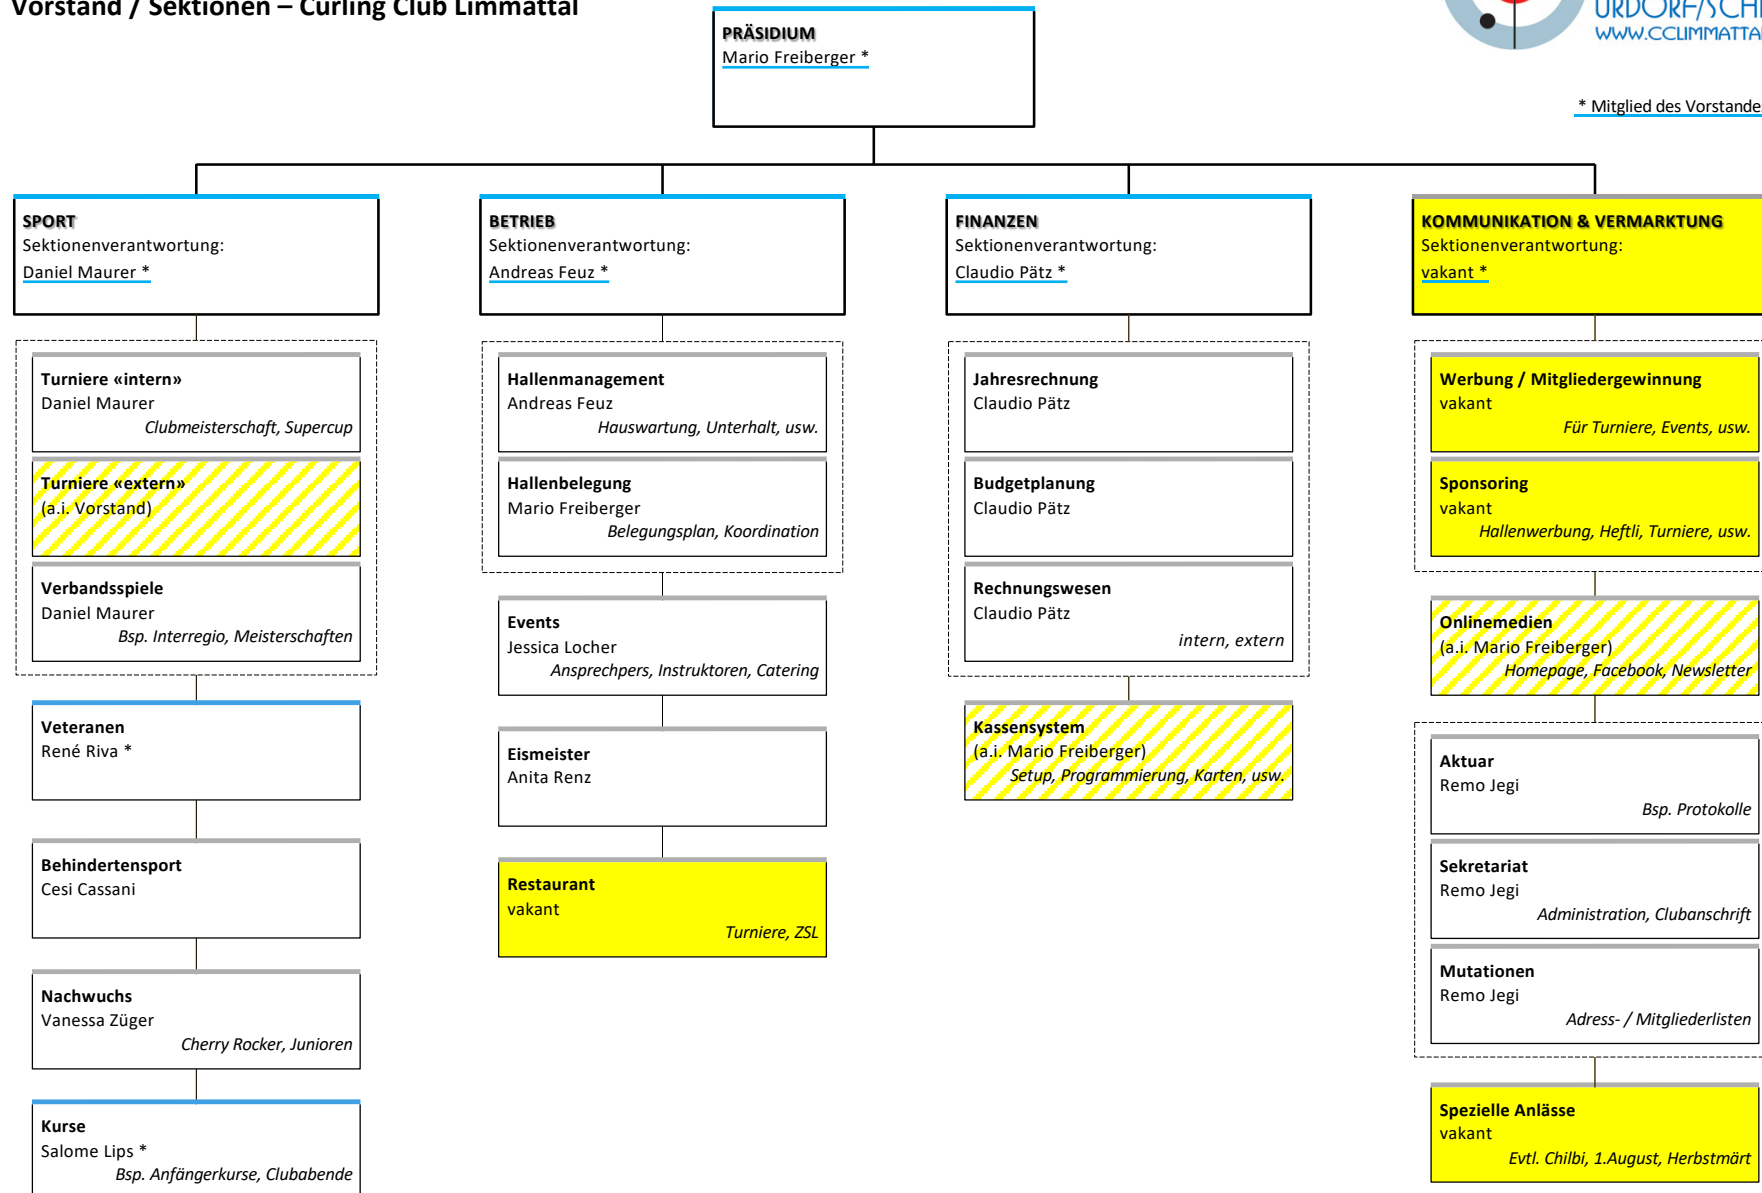 Vorstand / Sektionen – Curling Club Limmattal
PRÄSIDIUM
Mario Freiberger *
* Mitglied des Vorstande
SPORT
Sektionenverantwortung:
Daniel Maurer *
Turniere «intern»
Daniel Maurer
Clubmeisterschaft, Supercup
Turniere «extern»
(a.i. Vorstand)
Verbandsspiele
Daniel Maurer
Bsp. Interregio, Meisterschaften
Veteranen
René Riva *
Behindertensport
Cesi Cassani
Nachwuchs
Vanessa Züger
Cherry Rocker, Junioren
Kurse
Salome Lips *
Bsp. Anfängerkurse, Clubabende
BETRIEB
Sektionenverantwortung:
Andreas Feuz *
Hallenmanagement
Andreas Feuz
Hauswartung, Unterhalt, usw.
Hallenbelegung
Mario Freiberger
Belegungsplan, Koordination
Events
Jessica Locher
Ansprechpers, Instruktoren, Catering
Eismeister
Anita Renz
Restaurant
vakant
Turniere, ZSL
FINANZEN
Sektionenverantwortung:
Claudio Pätz *
Jahresrechnung
Claudio Pätz
Budgetplanung
Claudio Pätz
Rechnungswesen
Claudio Pätz
intern, extern
Kassensystem
(a.i. Mario Freiberger)
Setup, Programmierung, Karten, usw.
KOMMUNIKATION & VERMARKTUNG
Sektionenverantwortung:
vakant *
Werbung / Mitgliedergewinnung
vakant
Für Turniere, Events, usw.
Sponsoring
vakant
Hallenwerbung, Heftli, Turniere, usw.
Onlinemedien
(a.i. Mario Freiberger)
Homepage, Facebook, Newsletter
Aktuar
Remo Jegi
Bsp. Protokolle
Sekretariat
Remo Jegi
Administration, Clubanschrift
Mutationen
Remo Jegi
Adress- / Mitgliederlisten
Spezielle Anlässe
vakant
Evtl. Chilbi, 1.August, Herbstmärt